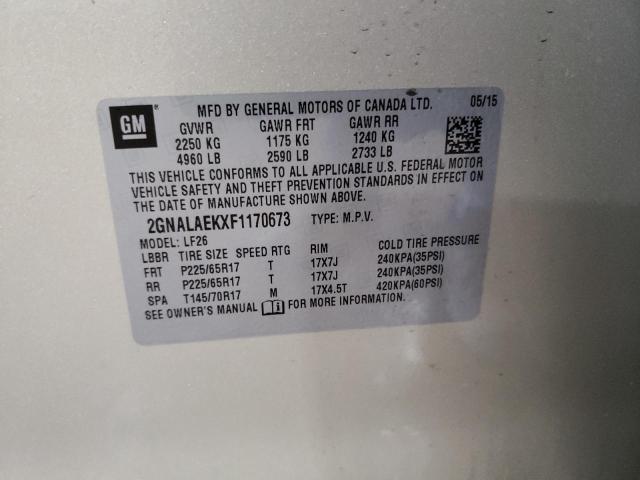 GM ® MFD BY GENERAL MOTORS OF CANADA LTD. 05/15
GVWR GAWR FRT GAWR RR
2250 KG 1175 KG 1240 KG
4960 LB 2590 LB 2733 LB
THIS VEHICLE CONFORMS TO ALL APPLICABLE U.S. FEDERAL MOTOR
VEHICLE SAFETY AND THEFT PREVENTION STANDARDS IN EFFECT ON
THE DATE OF MANUFACTURE SHOWN ABOVE.
2GNALAEKXF1170673 TYPE: M.P.V.
MODEL: LF26
LBBR TIRE SIZE SPEED RTG RIM COLD TIRE PRESSURE
FRT P225/65R17 T 17X7J 240KPA(35PSI)
RR P225/65R17 T 17X7J 240KPA(35PSI)
SPA T145/70R17 M 17X4.5T 420KPA(60PSI)
SEE OWNER'S MANUAL FOR MORE INFORMATION